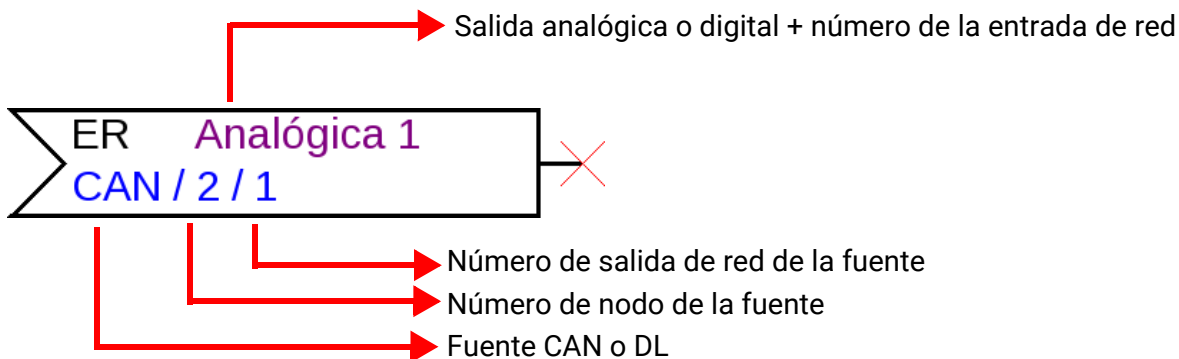 Salida analógica o digital + número de la entrada de red
ER Analógica 1
CAN / 2 / 1
Número de salida de red de la fuente
Número de nodo de la fuente
Fuente CAN o DL